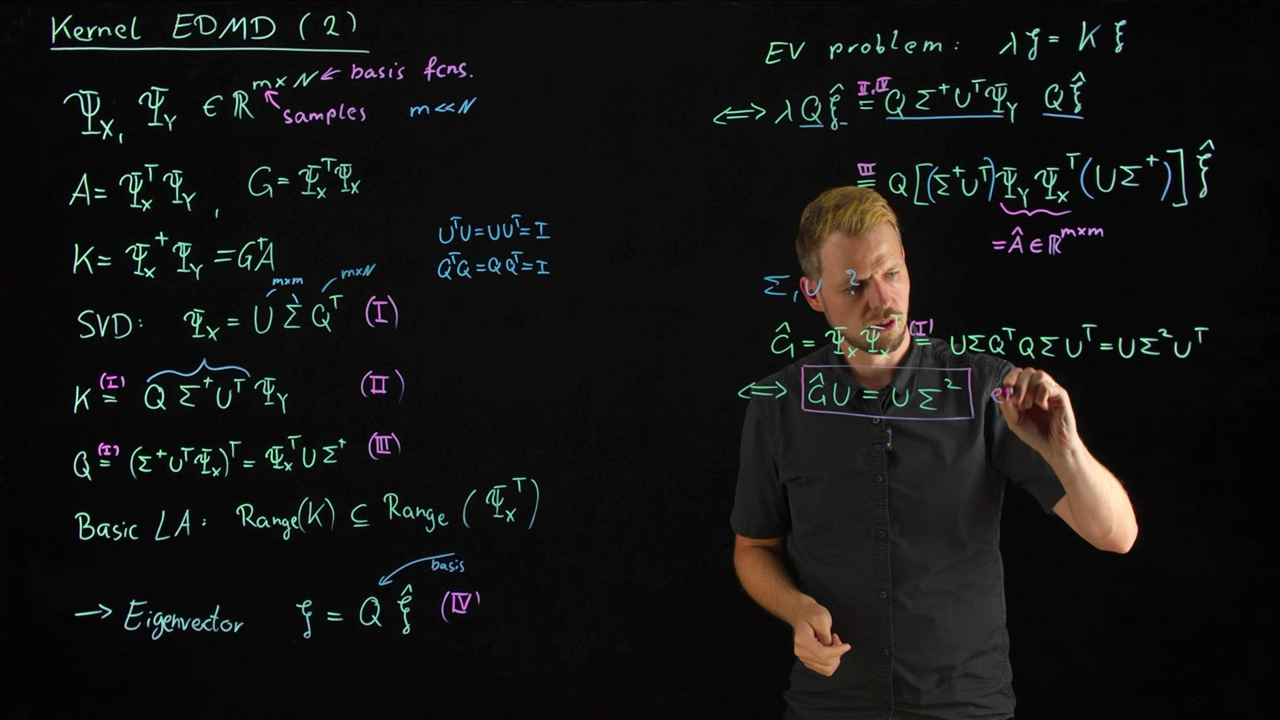 Kernel EDMD (2)
Ψ_X, Ψ_Y ∈ ℝ^{m×N} ← basis fcns.
samples
m ≪ N
A = Ψ_X^T Ψ_Y, G = Ψ_X^T Ψ_X
K = Ψ_X^+ Ψ_Y = G^+ A
U^T U = U U^T = I
Q^T Q = Q Q^T = I
m×m
m×N
SVD: Ψ_X = U Σ Q^T (I)
K =^{(I)} Q Σ^+ U^T Ψ_Y (II)
Q =^{(I)} (Σ^+ U^T Ψ_X)^T = Ψ_X^T U Σ^+ (III)
Basic LA: Range(K) ⊆ Range (Ψ_X^T)
basis
→ Eigenvector ξ = Q ξ̂ (IV)
EV problem: λξ = K ξ
⟺ λ Q ξ̂ =^{II, IV} Q Σ^+ U^T Ψ_Y Q ξ̂
=^{III} Q [(Σ^+ U^T) Ψ_Y Ψ_X^T (U Σ^+)] ξ̂
= Â ∈ ℝ^{m×m}
Σ, U ?
Ĝ = Ψ_X Ψ_X^T =^{(I)} U Σ Q^T Q Σ U^T = U Σ^2 U^T
⟺ Ĝ U = U Σ^2